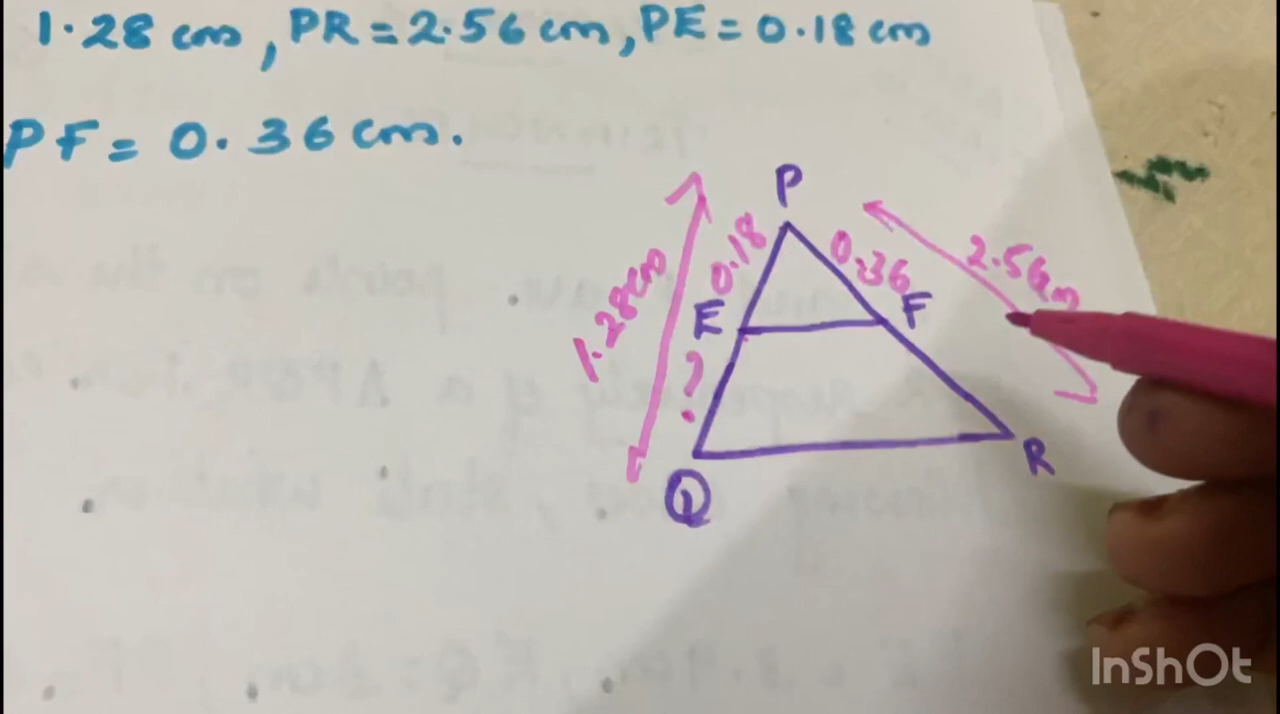 1.28 cm, PR = 2.56 cm, PE = 0.18 cm
PF = 0.36 cm.
P
0.18
0.36
2.56cm
1.28cm
E
F
?
Q
R
InShOt